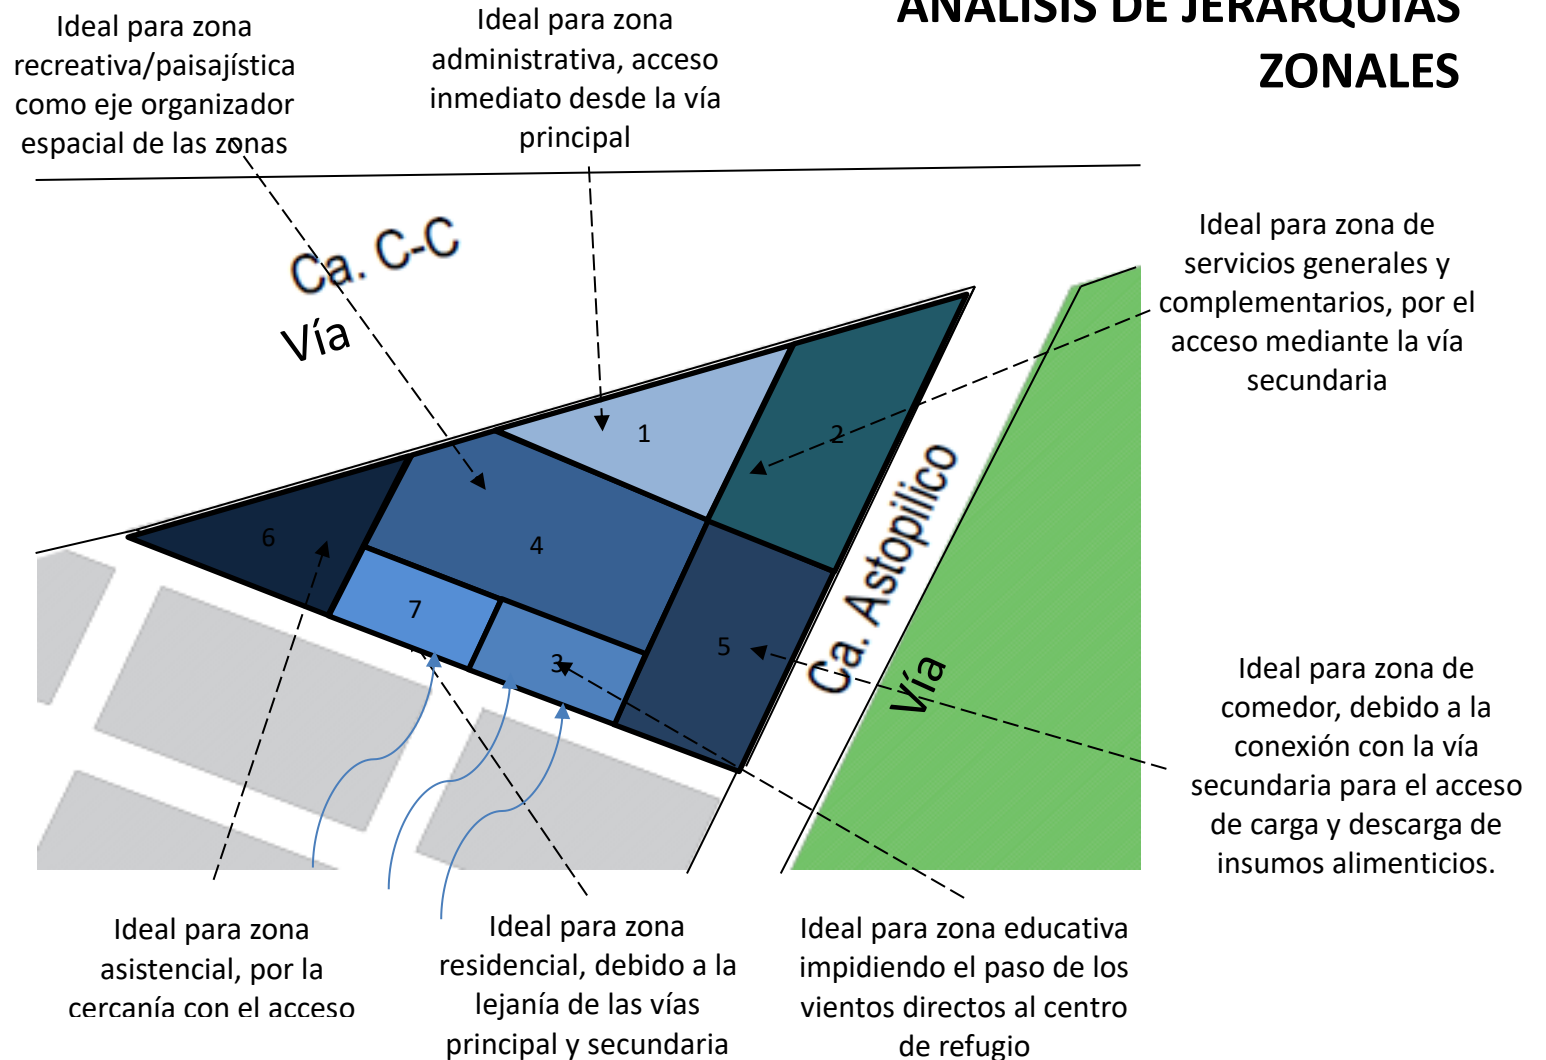 ANÁLISIS DE JERARQUÍAS
ZONALES
Ideal para zona
recreativa/paisajística
como eje organizador
espacial de las zonas
Ideal para zona
administrativa, acceso
inmediato desde la vía
principal
Ideal para zona de
servicios generales y
complementarios, por el
acceso mediante la vía
secundaria
Ca. C-C
Vía
1
2
6
4
7
3
5
Ca. Astopilico
Vía
Ideal para zona de
comedor, debido a la
conexión con la vía
secundaria para el acceso
de carga y descarga de
insumos alimenticios.
Ideal para zona
asistencial, por la
cercanía con el acceso
Ideal para zona
residencial, debido a la
lejanía de las vías
principal y secundaria
Ideal para zona educativa
impidiendo el paso de los
vientos directos al centro
de refugio